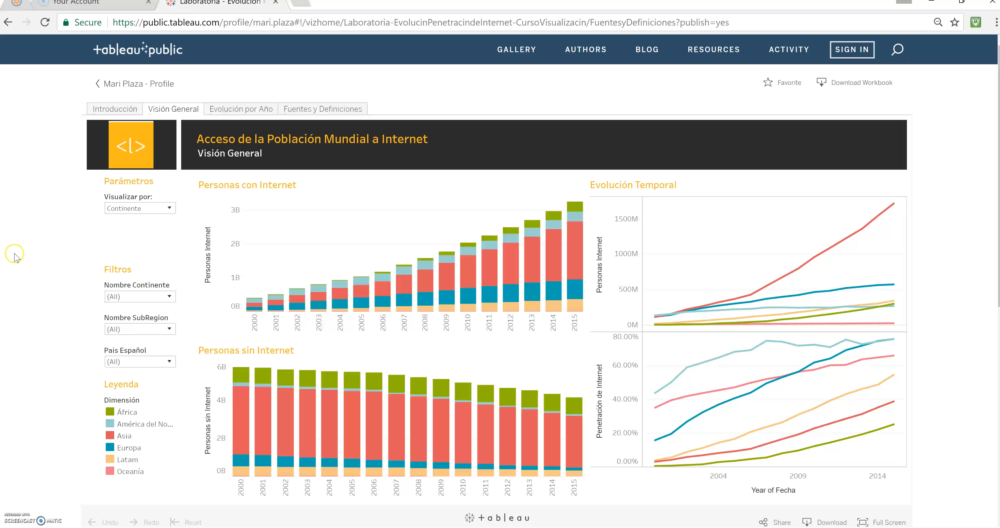 Your Account
Laboratoria - Evolución P
Secure https://public.tableau.com/profile/mari.plaza#!/vizhome/Laboratoria-EvolucinPenetracindeInternet-CursoVisualizacin/FuentesyDefiniciones?publish=yes
+ableau public
GALLERY AUTHORS BLOG RESOURCES ACTIVITY SIGN IN
Mari Plaza - Profile
Favorite Download Workbook
Introducción Visión General Evolución por Año Fuentes y Definiciones
<l>
Acceso de la Población Mundial a Internet
Visión General
Parámetros
Visualizar por:
Continente
Filtros
Nombre Continente
(All)
Nombre SubRegion
(All)
Pais Español
(All)
Leyenda
Dimensión
África
América del No...
Asia
Europa
Latam
Oceanía
Personas con Internet
Personas Internet
3B
2B
1B
0B
2000 2001 2002 2003 2004 2005 2006 2007 2008 2009 2010 2011 2012 2013 2014 2015
Personas sin Internet
Personas sin Internet
6B
4B
2B
0B
2000 2001 2002 2003 2004 2005 2006 2007 2008 2009 2010 2011 2012 2013 2014 2015
Evolución Temporal
Personas Internet
1500M
1000M
500M
0M
Penetración de Internet
80.00%
60.00%
40.00%
20.00%
0.00%
2004 2009 2014
Year of Fecha
RECORDED WITH
SCREENCAST MATIC
Undo Redo Reset
+ableau
Share Download Full Screen